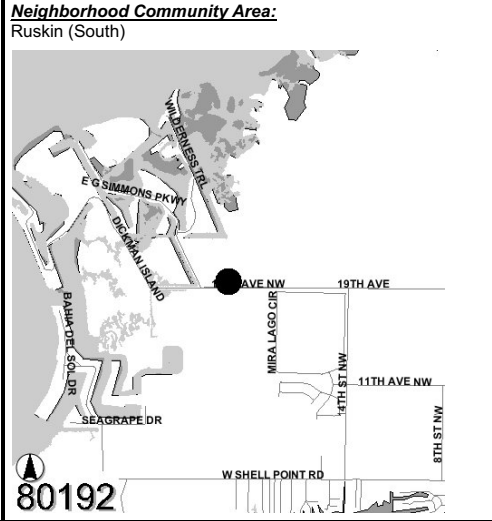 Neighborhood Community Area:
Ruskin (South)
WILDERNESS TRL
E G SIMMONS PKWY
DICKMAN ISLAND
AVE NW
19TH AVE
BAHIA DEL SOL DR
MIRA LAGO CIR
14TH ST NW
11TH AVE NW
SEAGRAPE DR
8TH ST NW
W SHELL POINT RD
80192